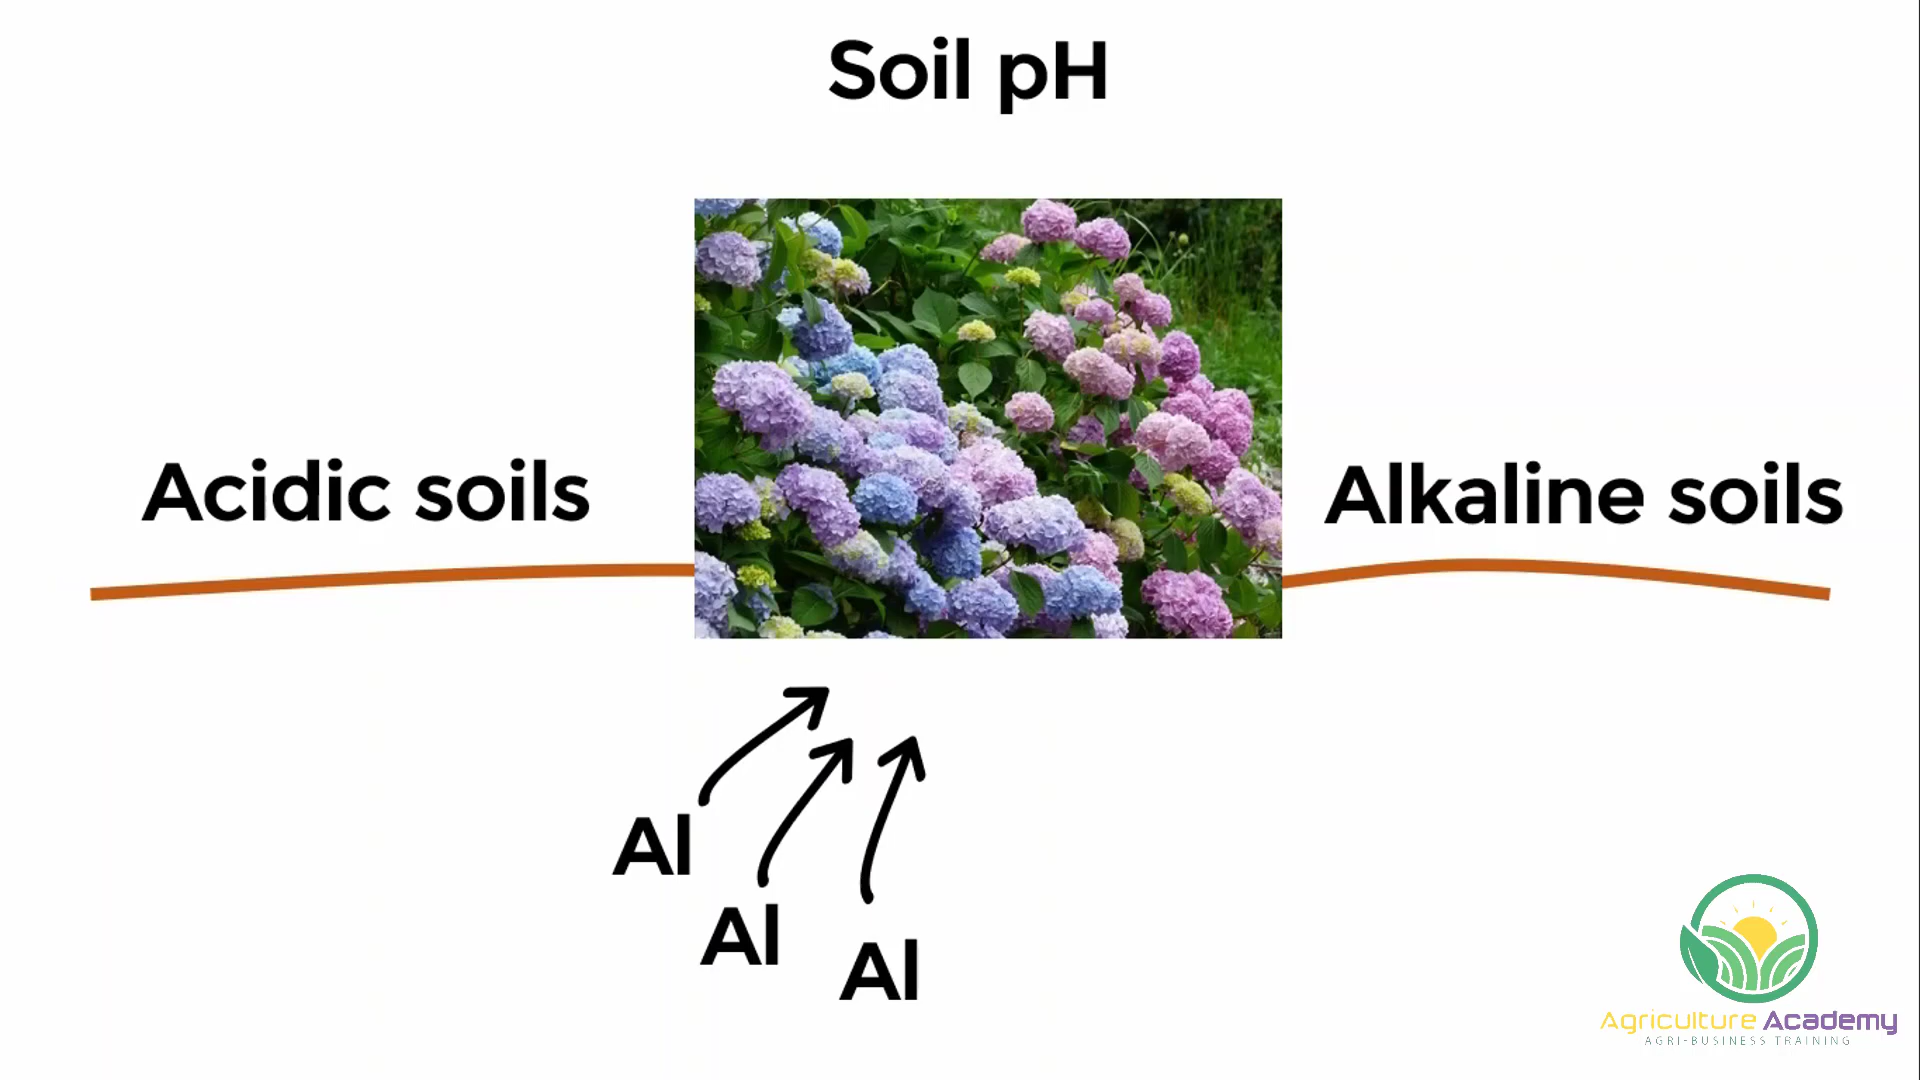 Soil pH
Acidic soils
Alkaline soils
Al
Al
Al
Agriculture Academy
AGRI-BUSINESS TRAINING